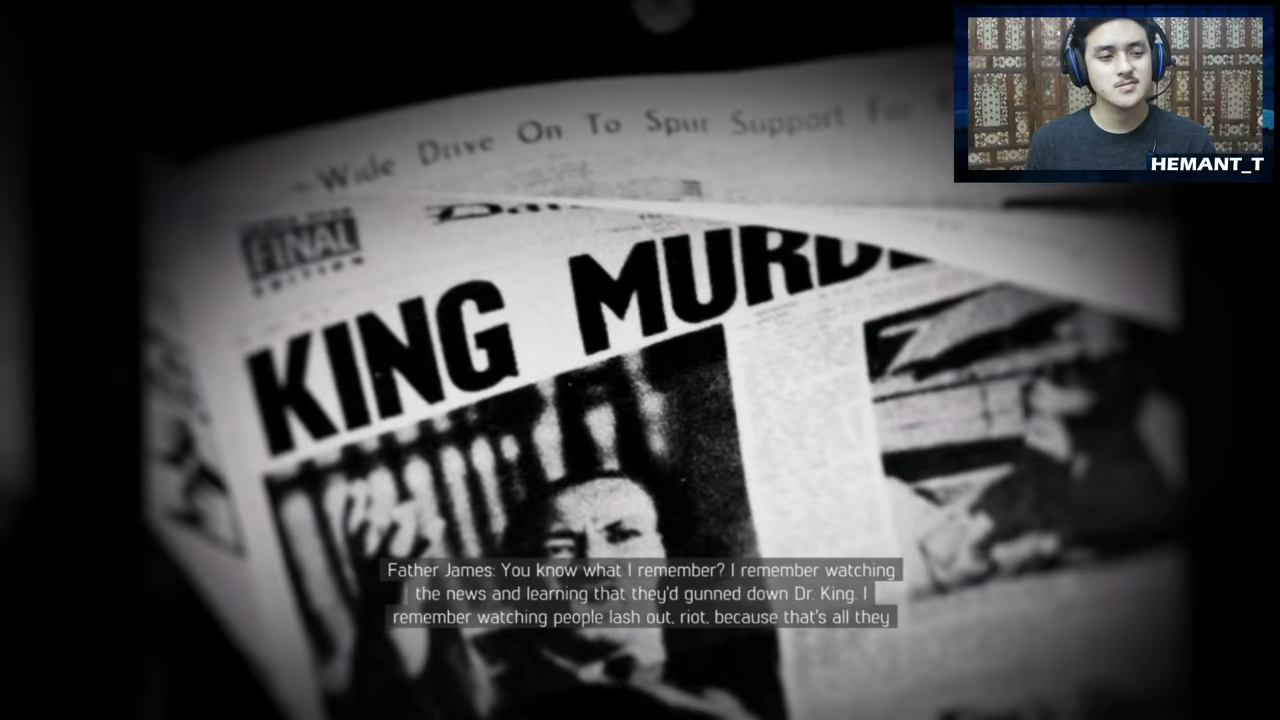 HEMANT_T
Wide Drive On To Spur Support For
FINAL
EDITION
KING MURD
Father James: You know what I remember? I remember watching
the news and learning that they'd gunned down Dr. King. I
remember watching people lash out, riot, because that's all they